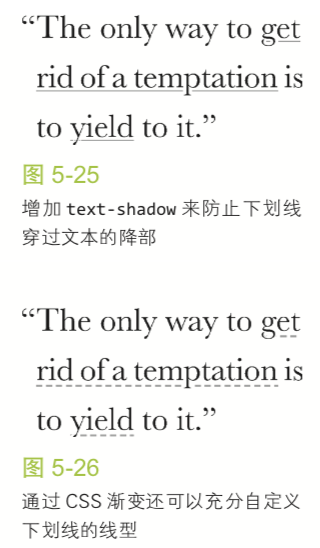 “The only way to get
rid of a temptation is
to yield to it.”
图 5-25
增加 text-shadow 来防止下划线
穿过文本的降部
“The only way to get
rid of a temptation is
to yield to it.”
图 5-26
通过 CSS 渐变还可以充分自定义
下划线的线型